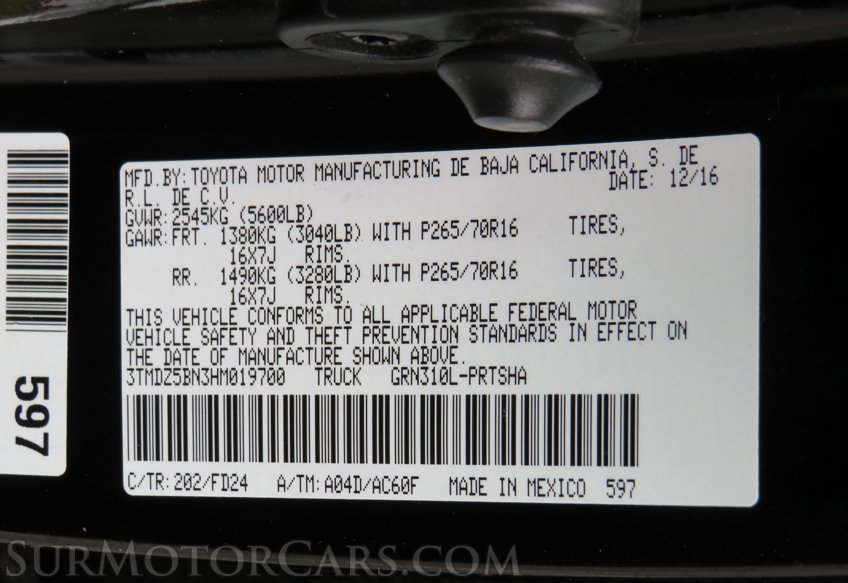 MFD.BY: TOYOTA MOTOR MANUFACTURING DE BAJA CALIFORNIA, S. DE
R.L. DE C.V. DATE: 12/16
GVWR: 2545KG (5600LB)
GAWR: FRT. 1380KG (3040LB) WITH P265/70R16 TIRES,
16X7J RIMS.
RR. 1490KG (3280LB) WITH P265/70R16 TIRES,
16X7J RIMS.
THIS VEHICLE CONFORMS TO ALL APPLICABLE FEDERAL MOTOR
VEHICLE SAFETY AND THEFT PREVENTION STANDARDS IN EFFECT ON
THE DATE OF MANUFACTURE SHOWN ABOVE.
3TMDZ5BN3HM019700 TRUCK GRN310L-PRTSHA
C/TR: 202/FD24 A/TM: A04D/AC60F MADE IN MEXICO 597
597
SURMOTORCARS.COM